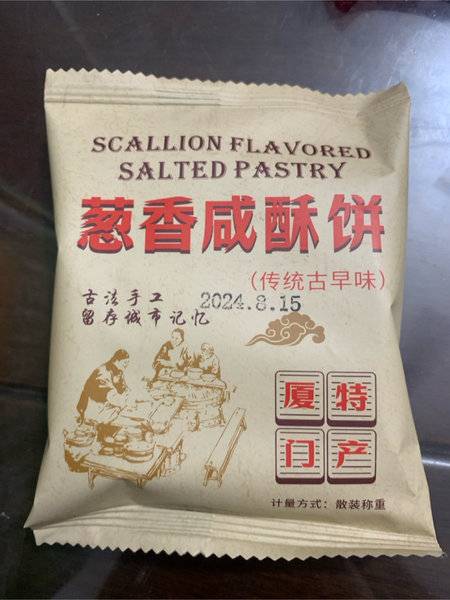 SCALLION FLAVORED
SALTED PASTRY
葱香咸酥饼
(传统古早味)
古法手工
留存城市记忆
2024.8.15
厦特
门产
计量方式：散装称重